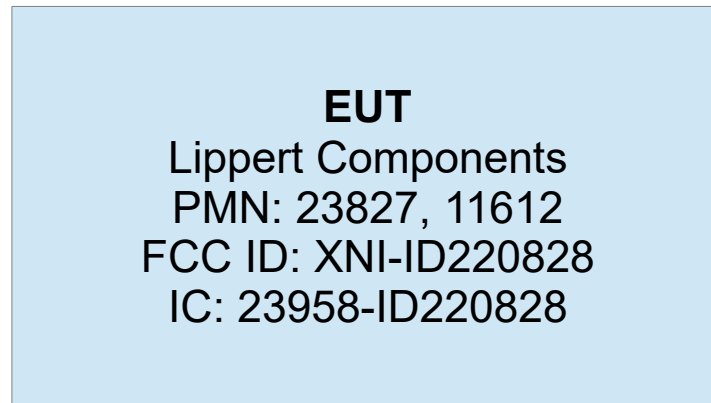 EUT
Lippert Components
PMN: 23827, 11612
FCC ID: XNI-ID220828
IC: 23958-ID220828